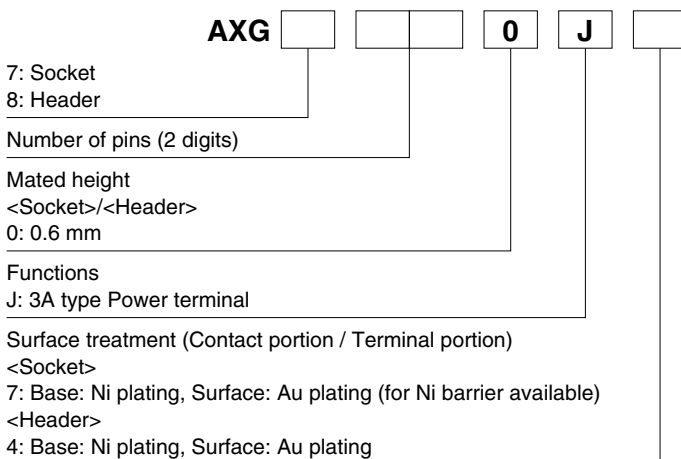 AXG 0 J
7: Socket
8: Header
Number of pins (2 digits)
Mated height
<Socket>/<Header>
0: 0.6 mm
Functions
J: 3A type Power terminal
Surface treatment (Contact portion / Terminal portion)
<Socket>
7: Base: Ni plating, Surface: Au plating (for Ni barrier available)
<Header>
4: Base: Ni plating, Surface: Au plating